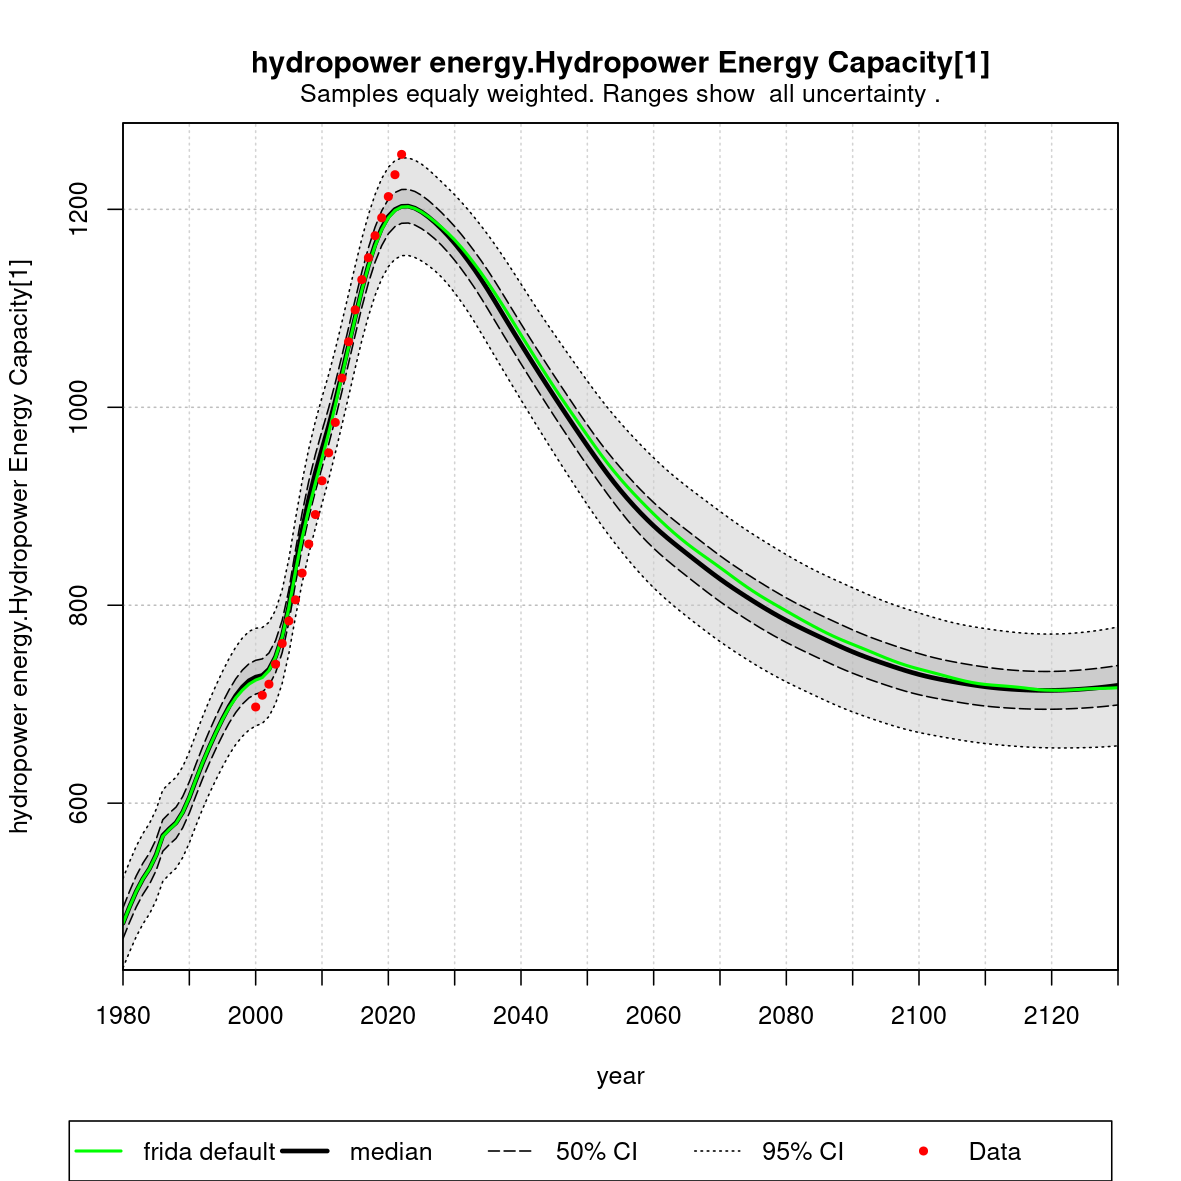 hydropower energy.Hydropower Energy Capacity[1]
Samples equaly weighted. Ranges show  all uncertainty .
hydropower energy.Hydropower Energy Capacity[1]
1200
1000
800
600
1980 2000 2020 2040 2060 2080 2100 2120
year
frida default median 50% CI 95% CI Data